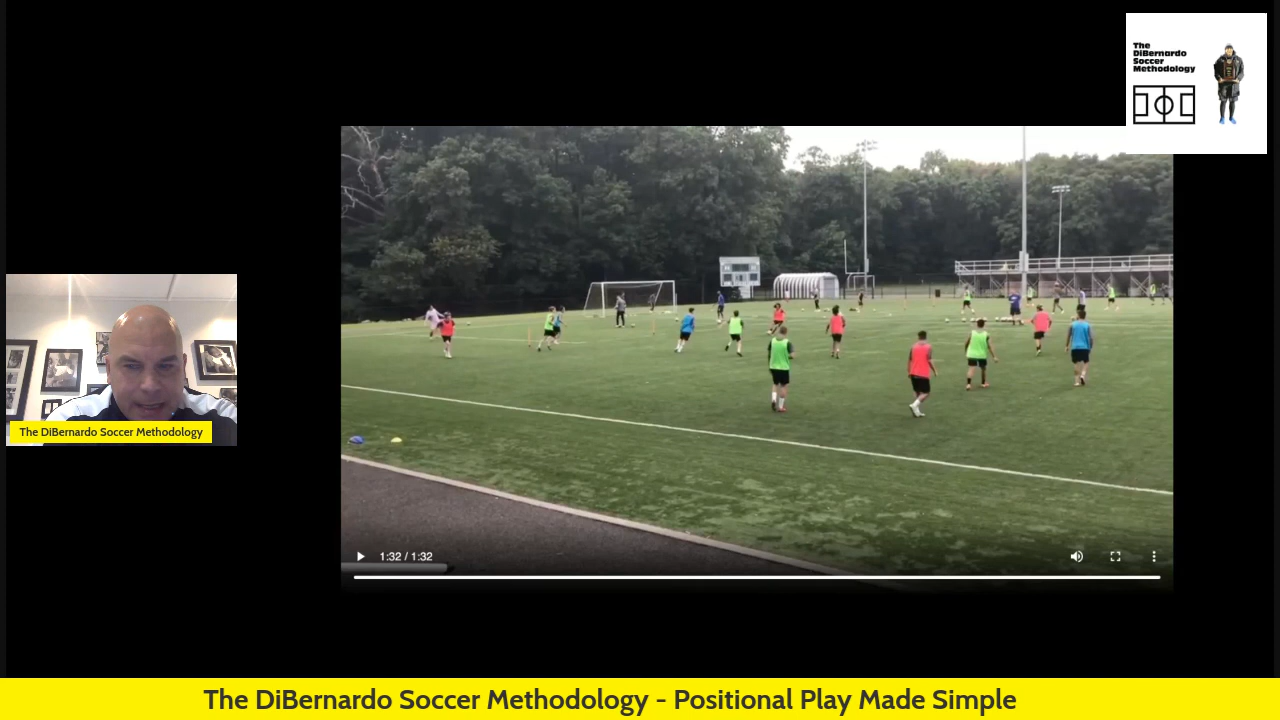 The
DiBernardo
Soccer
Methodology
The DiBernardo Soccer Methodology
1:32 / 1:32
The DiBernardo Soccer Methodology - Positional Play Made Simple